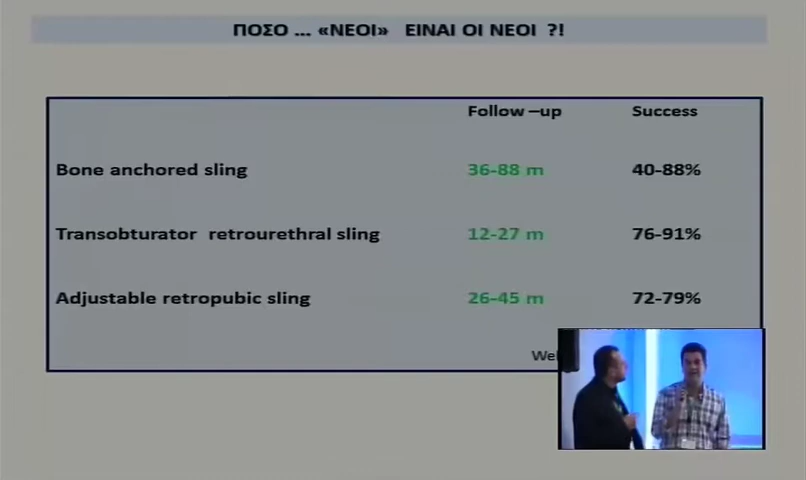 ΠΟΣΟ ... «ΝΕΟΙ» ΕΙΝΑΙ ΟΙ ΝΕΟΙ ?!
Follow –up Success
Bone anchored sling 36-88 m 40-88%
Transobturator retrourethral sling 12-27 m 76-91%
Adjustable retropubic sling 26-45 m 72-79%